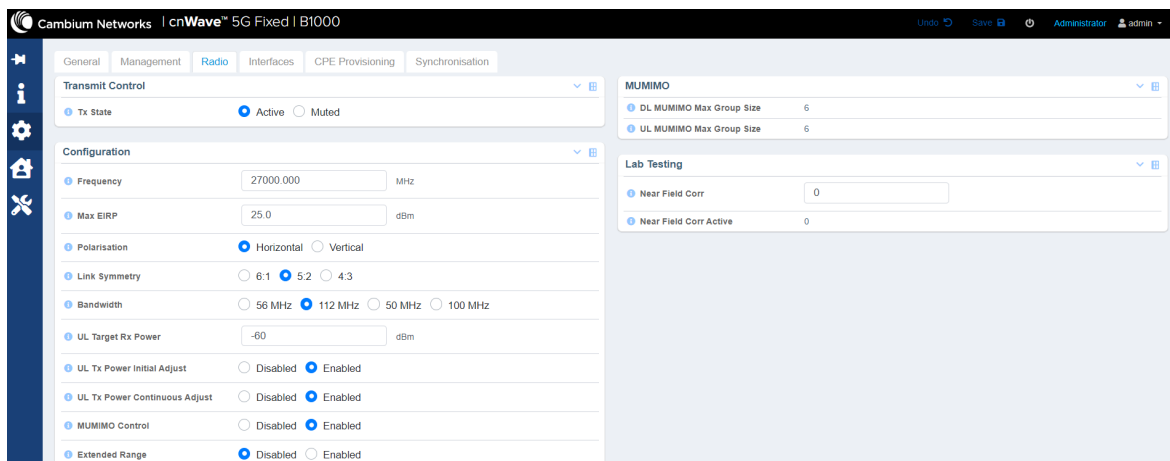 Cambium Networks | cnWave™ 5G Fixed | B1000
Undo Save Administrator admin
General Management Radio Interfaces CPE Provisioning Synchronisation
Transmit Control
Tx State Active Muted
Configuration
Frequency 27000.000 MHz
Max EIRP 25.0 dBm
Polarisation Horizontal Vertical
Link Symmetry 6:1 5:2 4:3
Bandwidth 56 MHz 112 MHz 50 MHz 100 MHz
UL Target Rx Power -60 dBm
UL Tx Power Initial Adjust Disabled Enabled
UL Tx Power Continuous Adjust Disabled Enabled
MUMIMO Control Disabled Enabled
Extended Range Disabled Enabled
MUMIMO
DL MUMIMO Max Group Size 6
UL MUMIMO Max Group Size 6
Lab Testing
Near Field Corr 0
Near Field Corr Active 0